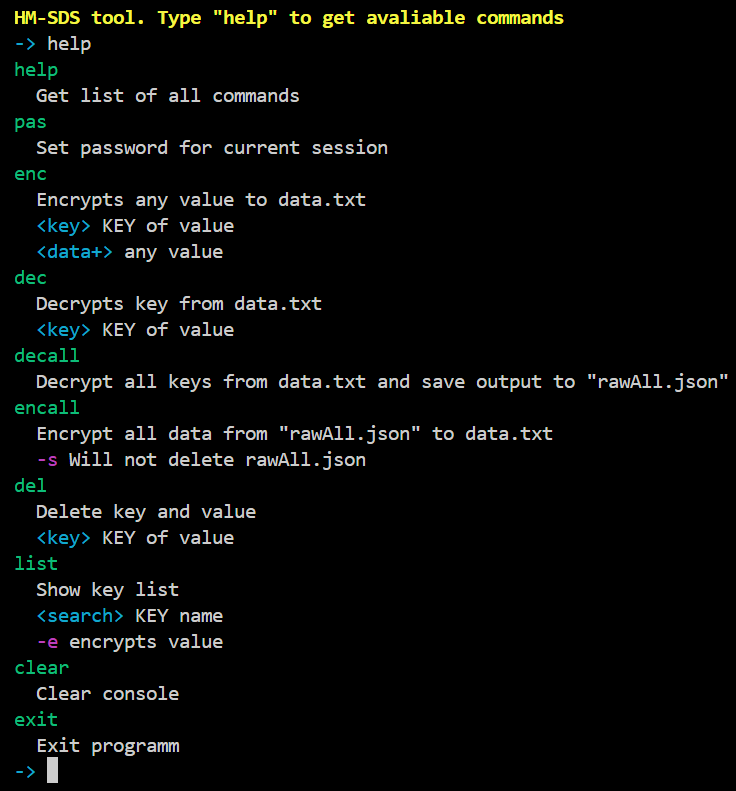 HM-SDS tool. Type "help" to get avaliable commands
-> help
help
Get list of all commands
pas
Set password for current session
enc
Encrypts any value to data.txt
<key> KEY of value
<data+> any value
dec
Decrypts key from data.txt
<key> KEY of value
decall
Decrypt all keys from data.txt and save output to "rawAll.json"
encall
Encrypt all data from "rawAll.json" to data.txt
-s Will not delete rawAll.json
del
Delete key and value
<key> KEY of value
list
Show key list
<search> KEY name
-e encrypts value
clear
Clear console
exit
Exit programm
->